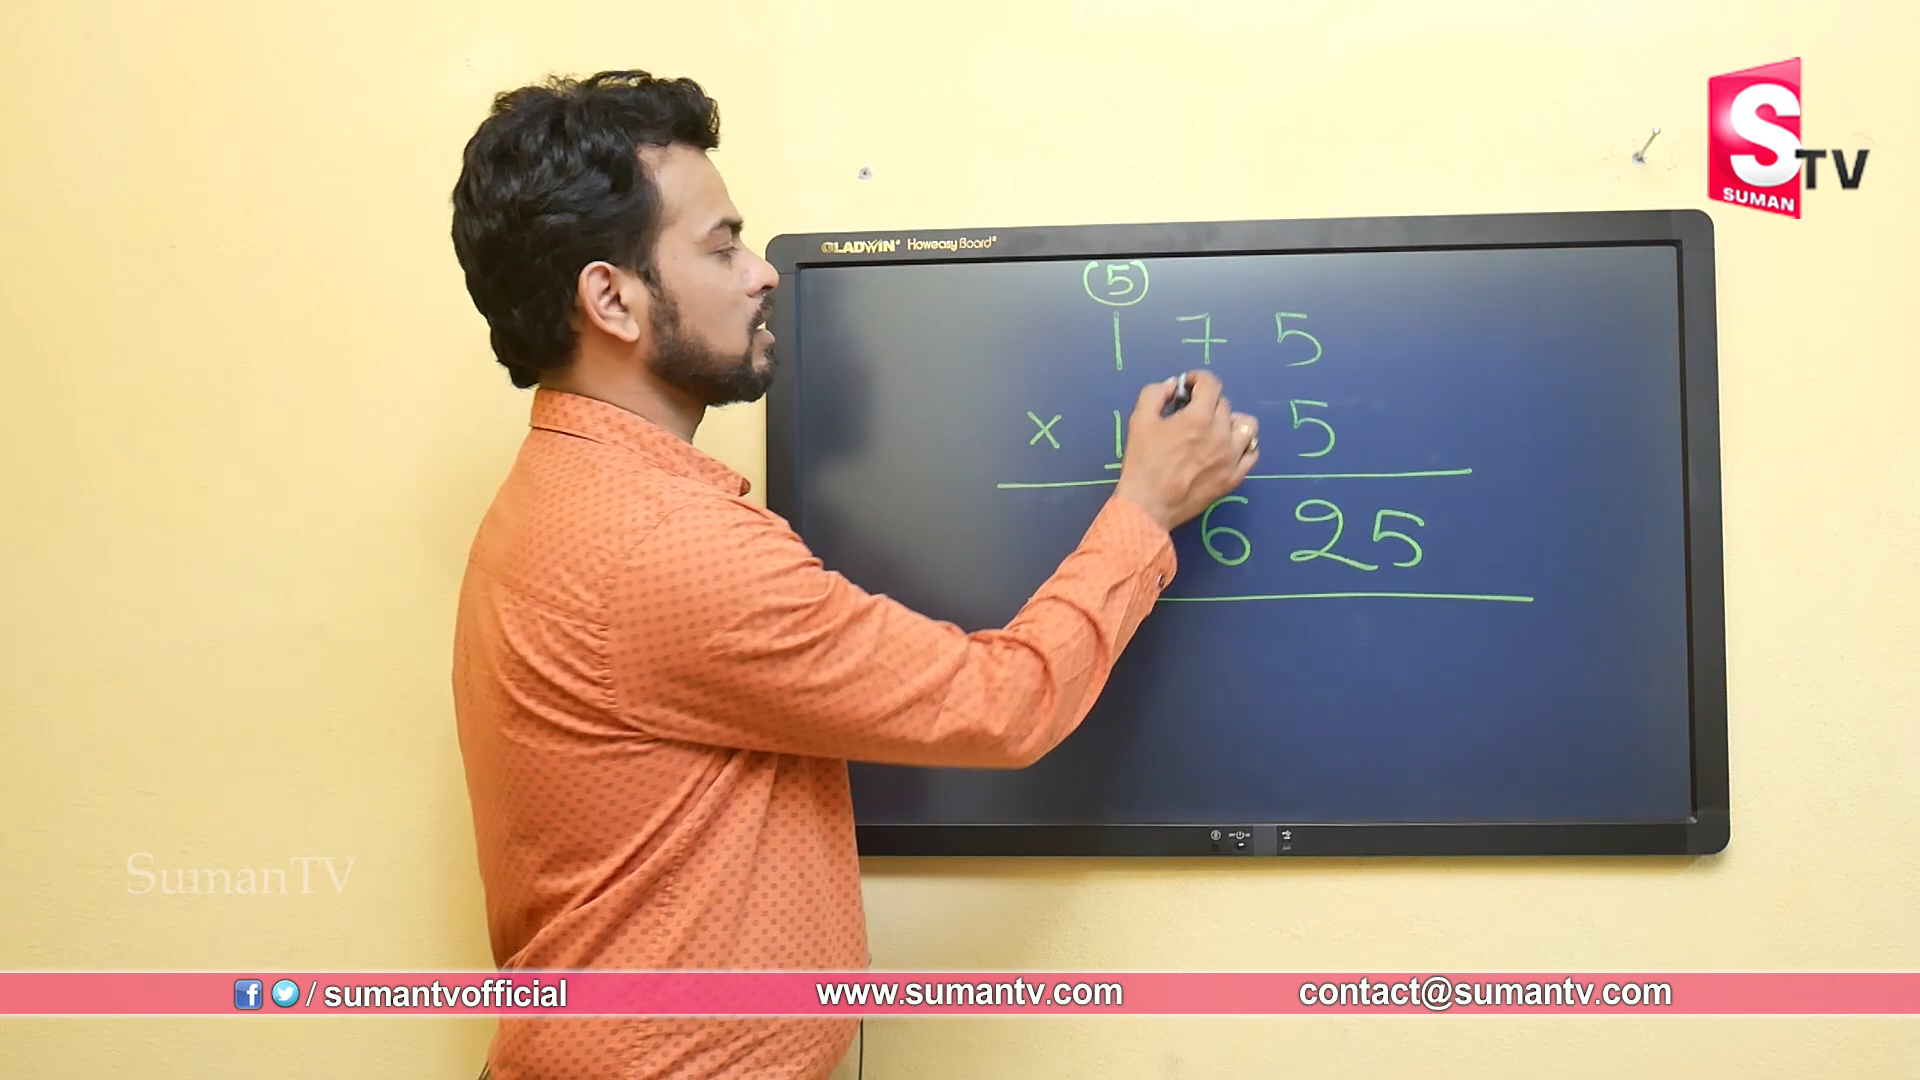 S
TV
SUMAN
GLADWIN® Howeasy Board®
(5)
1 7 5
× 1 5
6 2 5
SumanTV
/ sumantvofficial
www.sumantv.com
contact@sumantv.com